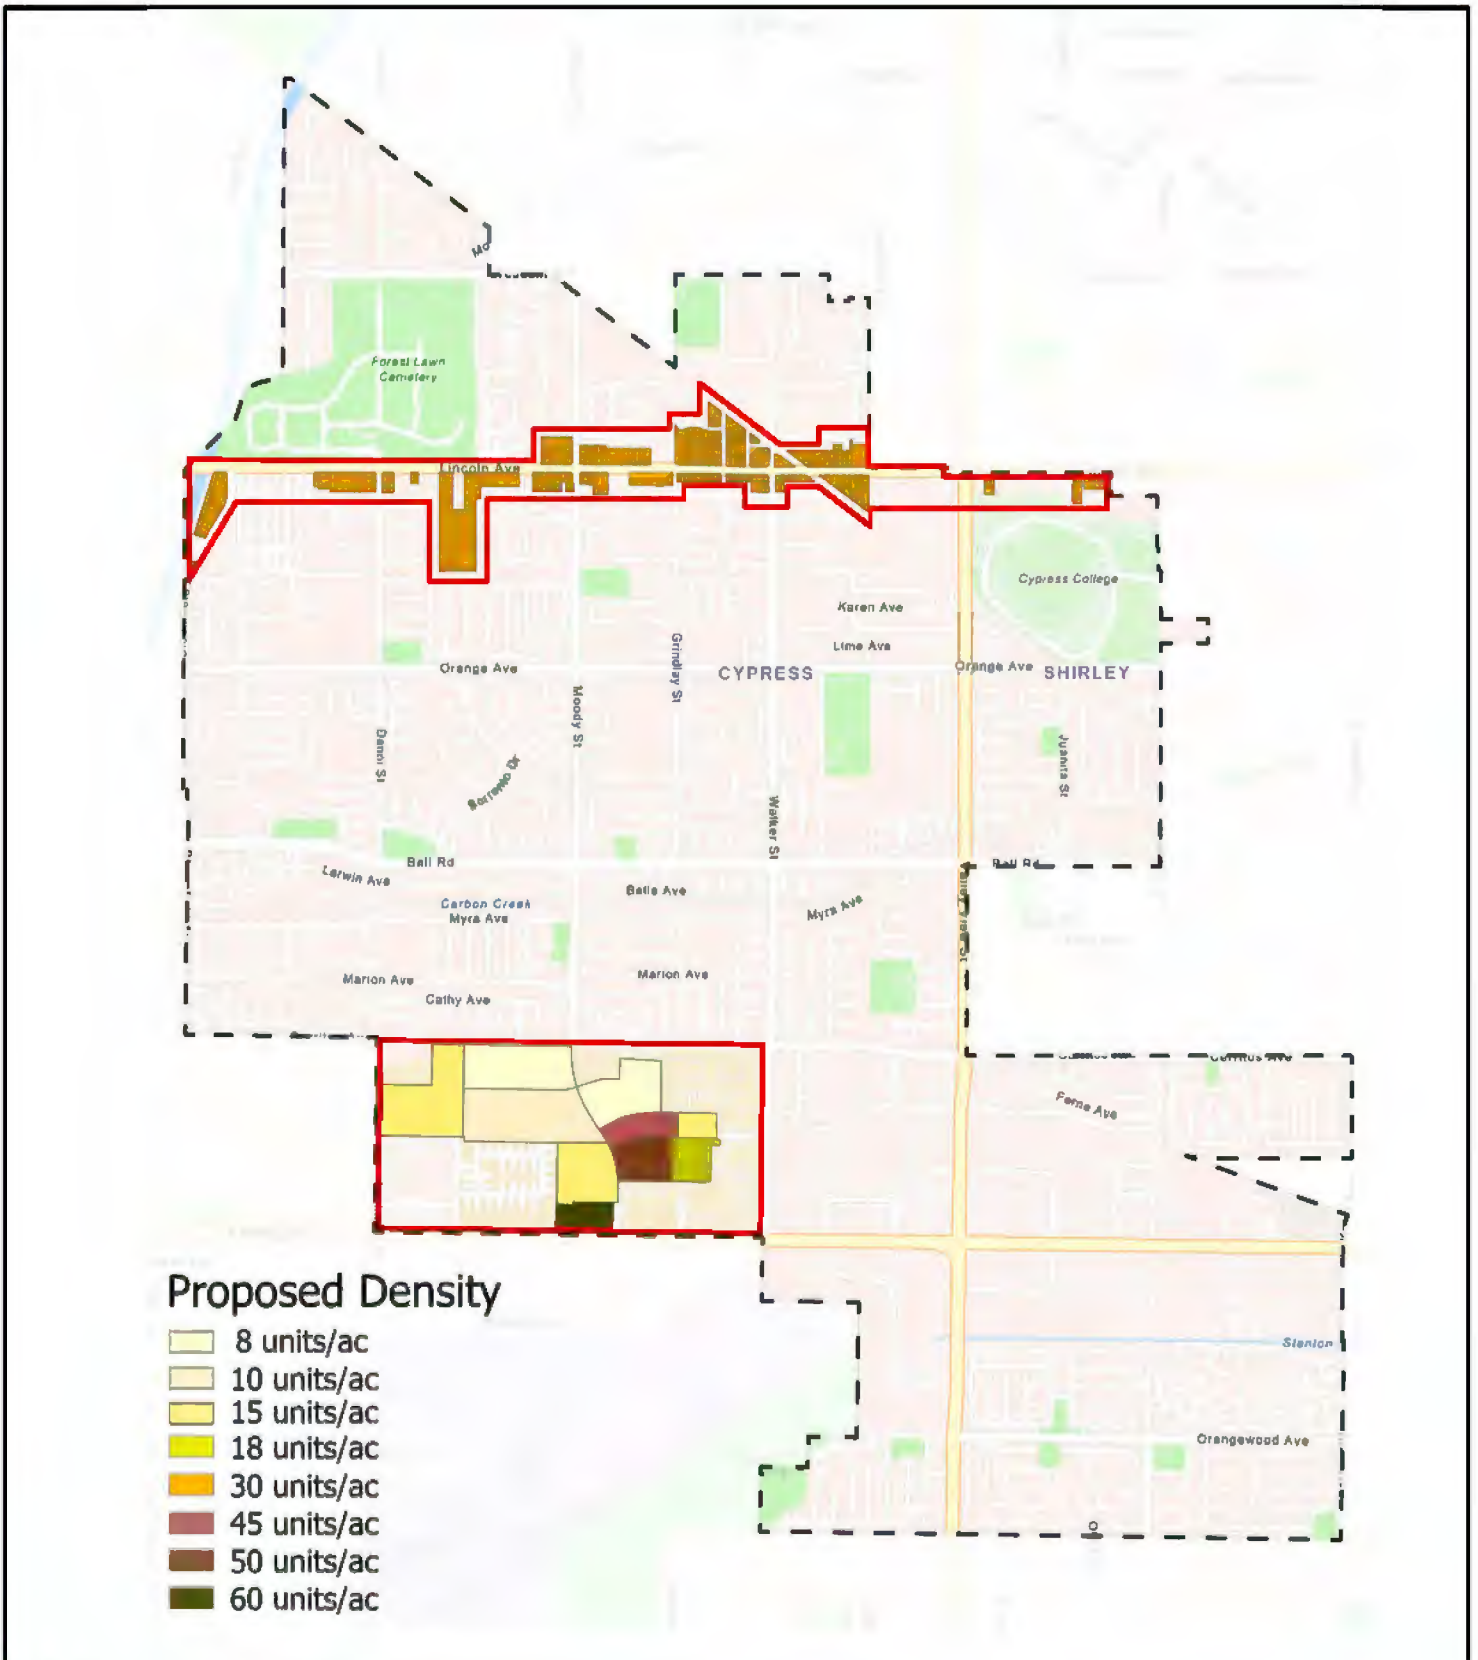 Forest Lawn
Cemetery
Lincoln Ave
Cypress College
Karen Ave
Lime Ave
Orange Ave
Grindlay St
CYPRESS
Orange Ave
SHIRLEY
Moody St
Denni St
Juanita St
Sorrento Dr
Walker St
Ball Rd
Ball Rd
Larwin Ave
Carbon Creek
Myra Ave
Myra Ave
Marion Ave
Marion Ave
Cathy Ave
Cerritos Ave
Ferne Ave
Proposed Density
8 units/ac
10 units/ac
15 units/ac
18 units/ac
30 units/ac
45 units/ac
50 units/ac
60 units/ac
Stanton
Orangewood Ave